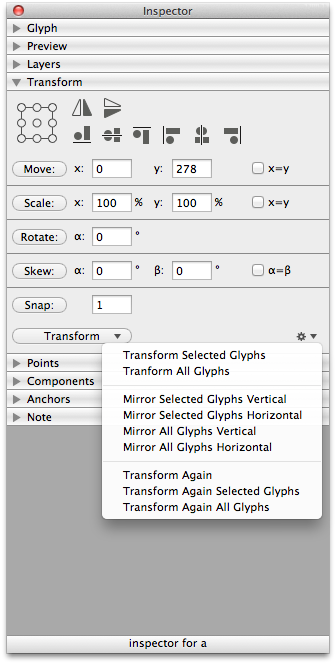 Inspector
Glyph
Preview
Layers
Transform
Move: x: 0 y: 278 x=y
Scale: x: 100 % y: 100 % x=y
Rotate: α: 0 °
Skew: α: 0 ° β: 0 ° α=β
Snap: 1
Transform
Points
Components
Anchors
Note
Transform Selected Glyphs
Tranform All Glyphs
Mirror Selected Glyphs Vertical
Mirror Selected Glyphs Horizontal
Mirror All Glyphs Vertical
Mirror All Glyphs Horizontal
Transform Again
Transform Again Selected Glyphs
Transform Again All Glyphs
inspector for a